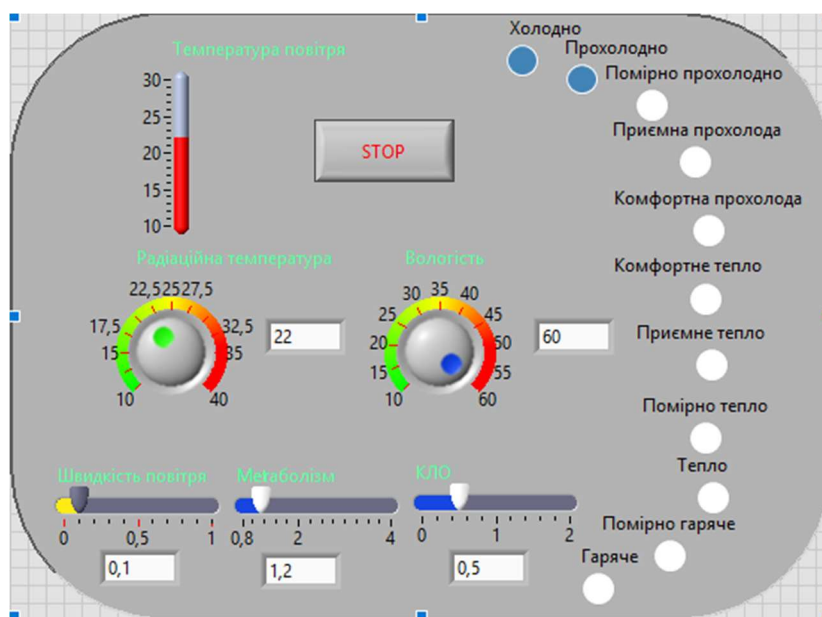 Холодно
Прохолодно
Помірно прохолодно
Приємна прохолода
Комфортна прохолода
Комфортне тепло
Приємне тепло
Помірно тепло
Тепло
Помірно гаряче
Гаряче
Температура повітря
30
25
20
15
10
STOP
Радіаційна температура
10
15
17,5
22,5
25
27,5
32,5
35
40
22
Вологість
10
15
20
25
30
35
40
45
50
55
60
60
Швидкість повітря
0
0,5
1
0,1
Метаболізм
0,8
2
4
1,2
КЛО
0
1
2
0,5